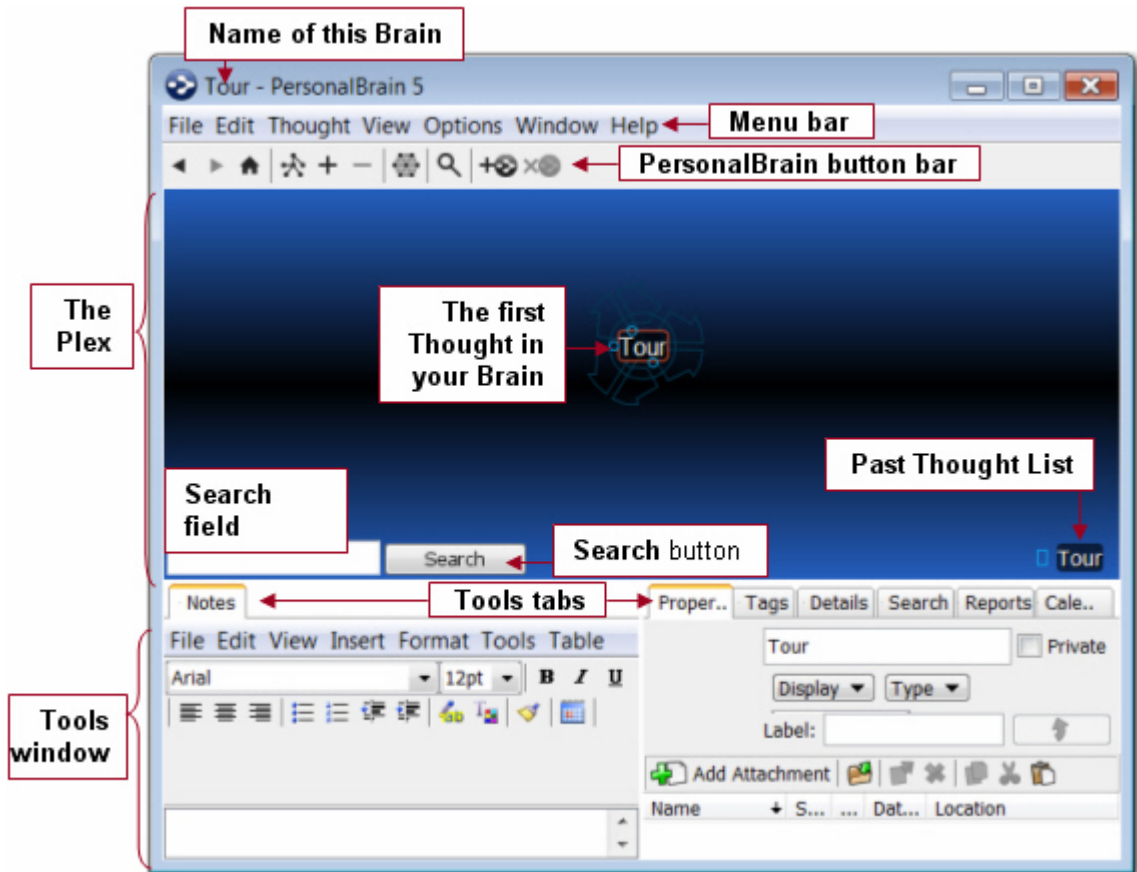 Name of this Brain
Tour - PersonalBrain 5
File Edit Thought View Options Window Help
Menu bar
PersonalBrain button bar
The
Plex
The first
Thought in
your Brain
Tour
Past Thought List
Search
field
Search
Search button
Tour
Notes
Tools tabs
Proper.. Tags Details Search Reports Cale..
File Edit View Insert Format Tools Table
Tour
Private
Arial
12pt
B I U
Display
Type
Tools
window
Label:
Add Attachment
Name S... ... Dat... Location